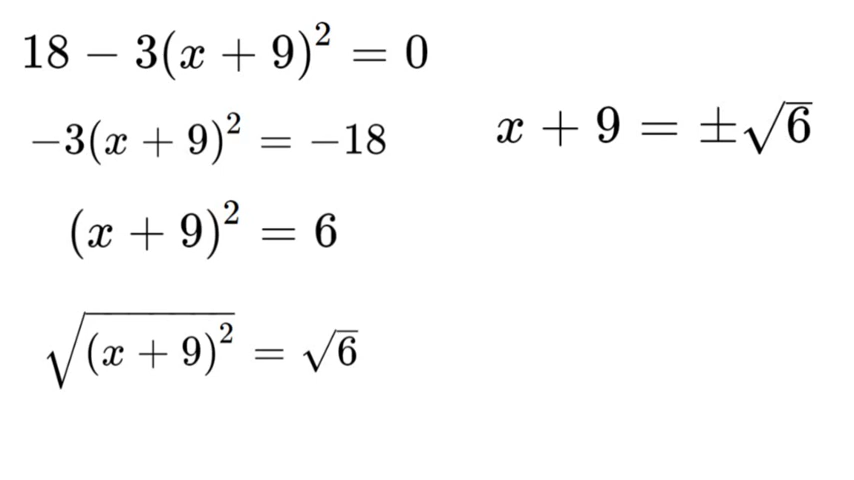 18 − 3(x + 9)² = 0
−3(x + 9)² = −18
(x + 9)² = 6
√((x + 9)²) = √6
x + 9 = ±√6